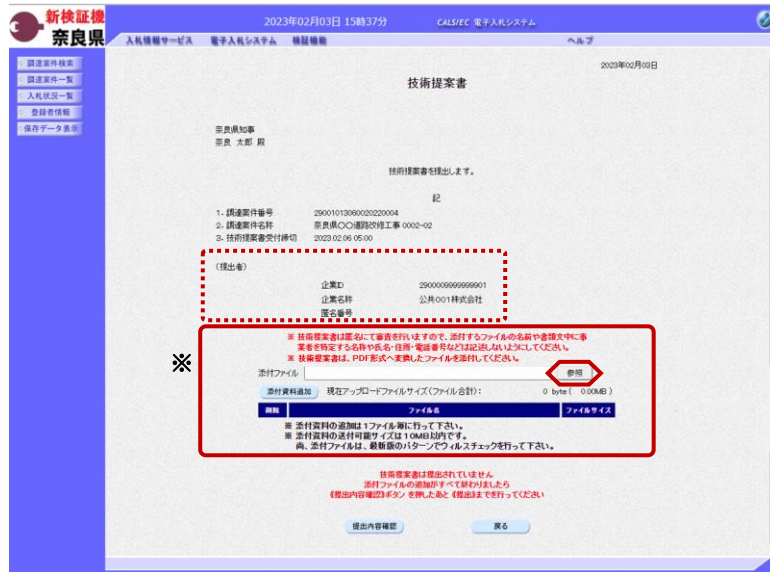 新検証機
奈良県
2023年02月03日 15時37分
CALS/EC 電子入札システム
入札情報サービス 電子入札システム 検証機能 ヘルプ
調達案件検索
調達案件一覧
入札状況一覧
登録者情報
保存データ表示
2023年02月03日
技術提案書
奈良県知事
奈良 太郎 殿
技術提案書を提出します。
記
1. 調達案件番号 29001013060020220004
2. 調達案件名称 奈良県〇〇道路改修工事 0002-02
3. 技術提案書受付締切 2023.02.06 05:00
(提出者)
企業ID 2900009999999901
企業名称 公共001株式会社
匿名番号
※
※ 技術提案書は匿名にて審査を行いますので、添付するファイルの名前や書類文中に事
業者を特定する名称や氏名・住所・電話番号などは記述しないようにしてください。
※ 技術提案書は、PDF形式へ変換したファイルを添付してください。
添付ファイル 参照
添付資料追加 現在アップロードファイルサイズ(ファイル合計): 0 byte ( 0.00MB )
削除 ファイル名 ファイルサイズ
※ 添付資料の追加は1ファイル毎に行って下さい。
※ 添付資料の送付可能サイズは10MB以内です。
尚、添付ファイルは、最新版のパターンでウィルスチェックを行って下さい。
技術提案書は提出されていません
添付ファイルの追加がすべて終わりましたら
【提出内容確認】ボタン を押したあと【提出】まで行ってください
提出内容確認 戻る